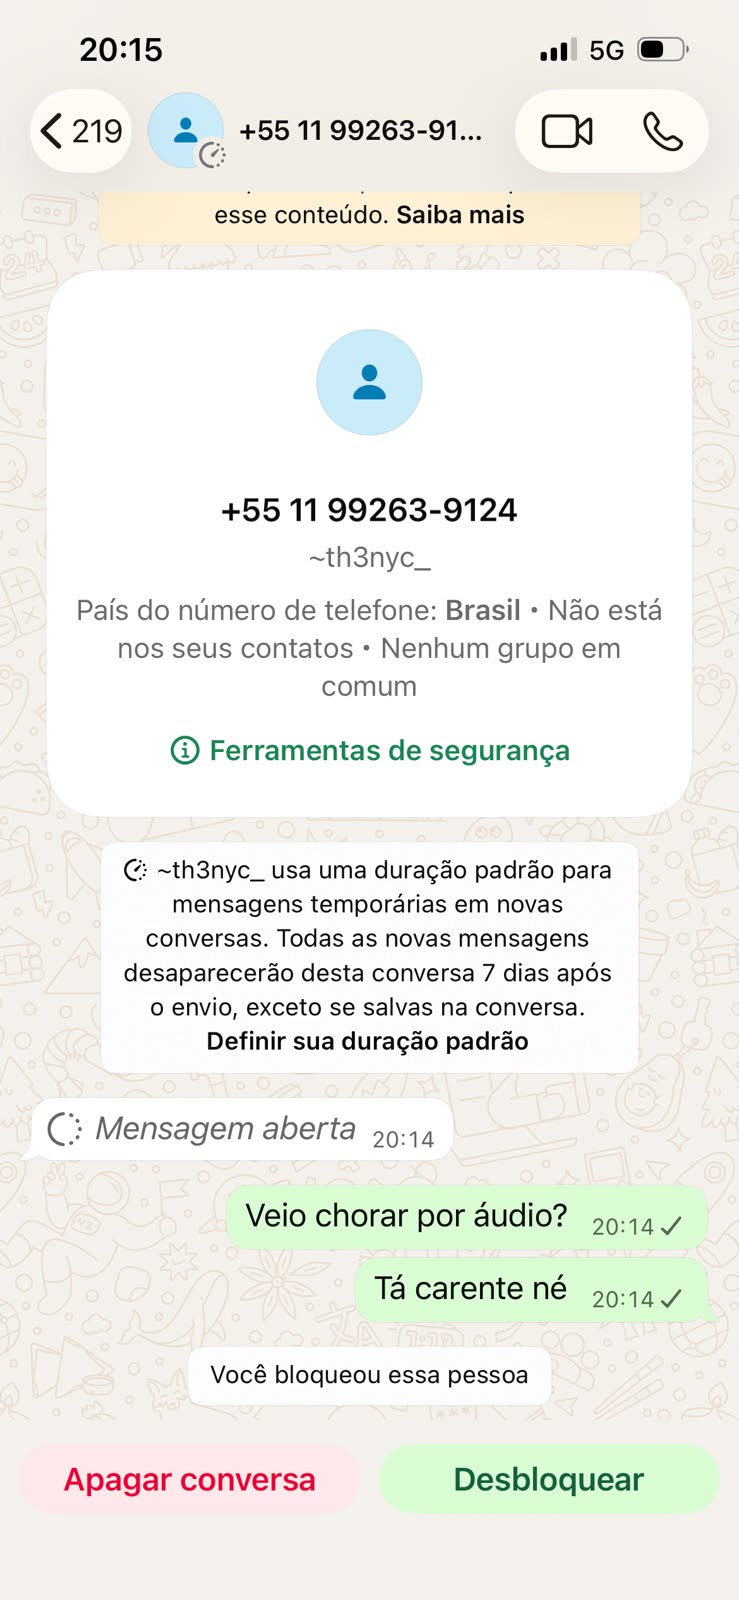 20:15
5G
219
+55 11 99263-91...
esse conteúdo. Saiba mais
+55 11 99263-9124
~th3nyc_
País do número de telefone: Brasil • Não está
nos seus contatos • Nenhum grupo em
comum
Ferramentas de segurança
~th3nyc_ usa uma duração padrão para
mensagens temporárias em novas
conversas. Todas as novas mensagens
desaparecerão desta conversa 7 dias após
o envio, exceto se salvas na conversa.
Definir sua duração padrão
Mensagem aberta 20:14
Veio chorar por áudio? 20:14
Tá carente né 20:14
Você bloqueou essa pessoa
Apagar conversa
Desbloquear